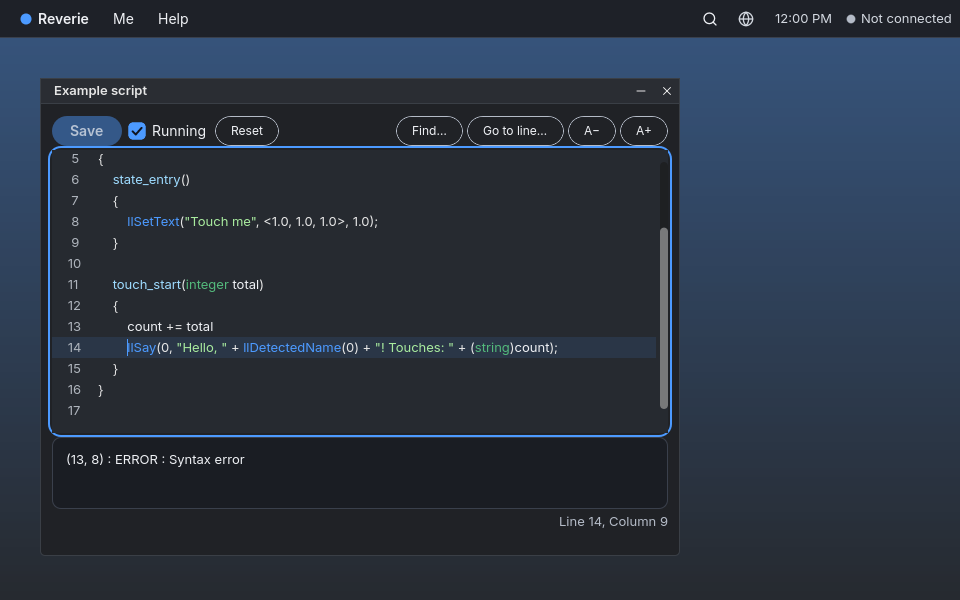 Reverie Me Help 12:00 PM Not connected
Example script
Save Running Reset Find... Go to line... A− A+
5 {
6 state_entry()
7 {
8 llSetText("Touch me", <1.0, 1.0, 1.0>, 1.0);
9 }
10
11 touch_start(integer total)
12 {
13 count += total
14 llSay(0, "Hello, " + llDetectedName(0) + "! Touches: " + (string)count);
15 }
16 }
17
(13, 8) : ERROR : Syntax error
Line 14, Column 9